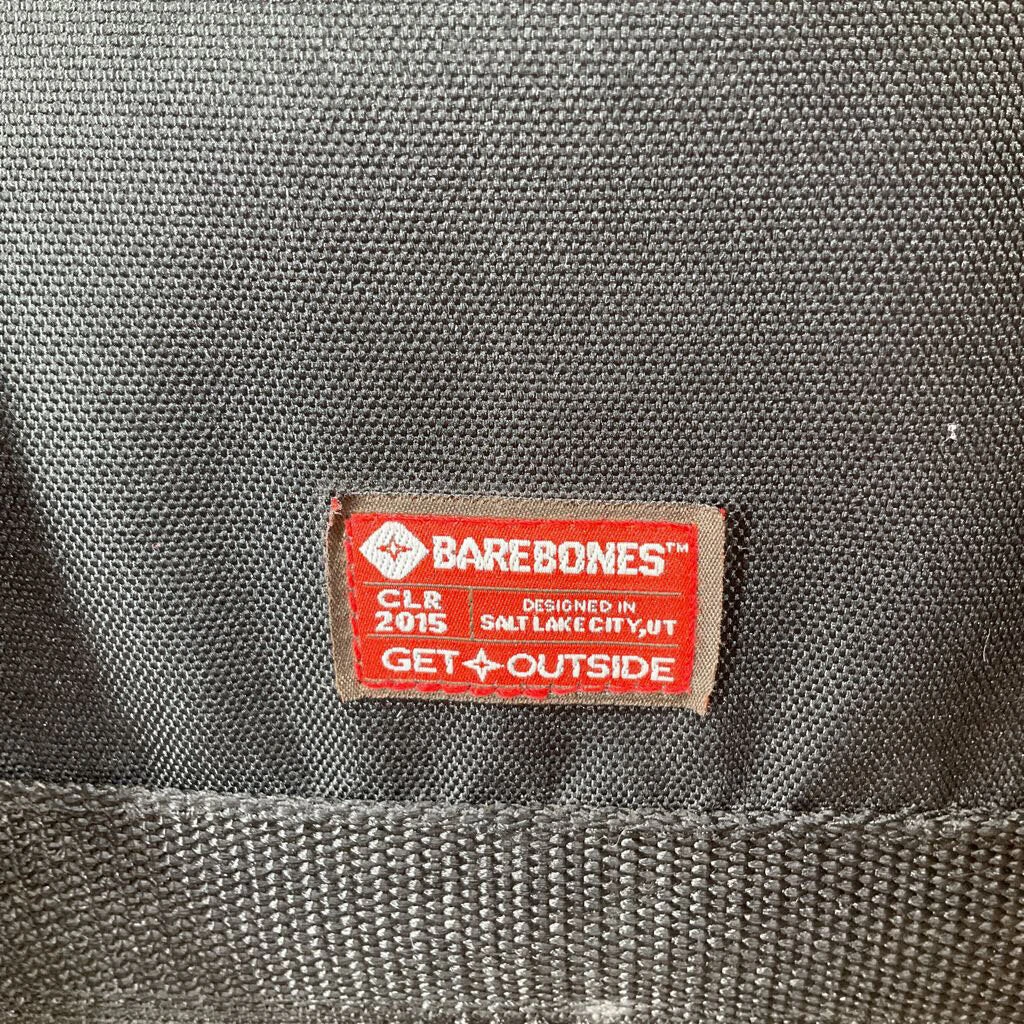 BAREBONES™
CLR
2015
DESIGNED IN
SALT LAKE CITY, UT
GET OUTSIDE